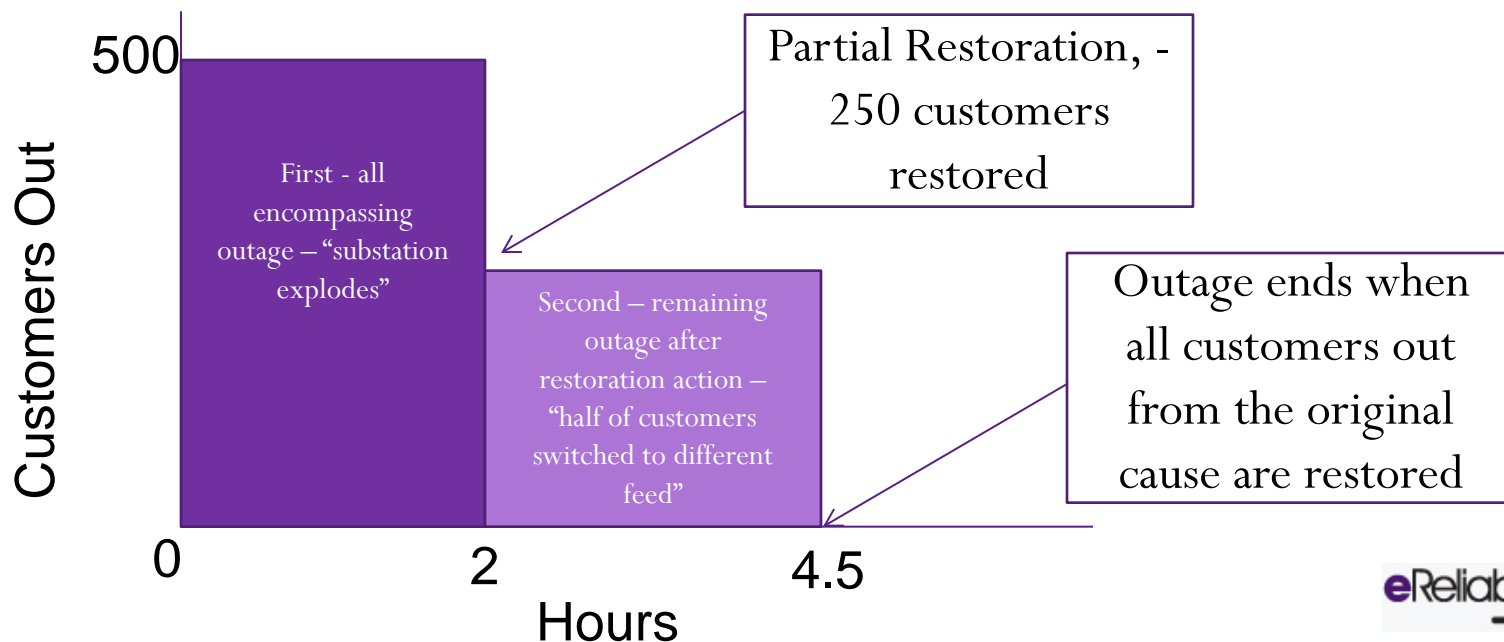 500
Customers Out
First - all
encompassing
outage – “substation
explodes”
Partial Restoration, -
250 customers
restored
Second – remaining
outage after
restoration action –
“half of customers
switched to different
feed”
Outage ends when
all customers out
from the original
cause are restored
0
2
4.5
Hours